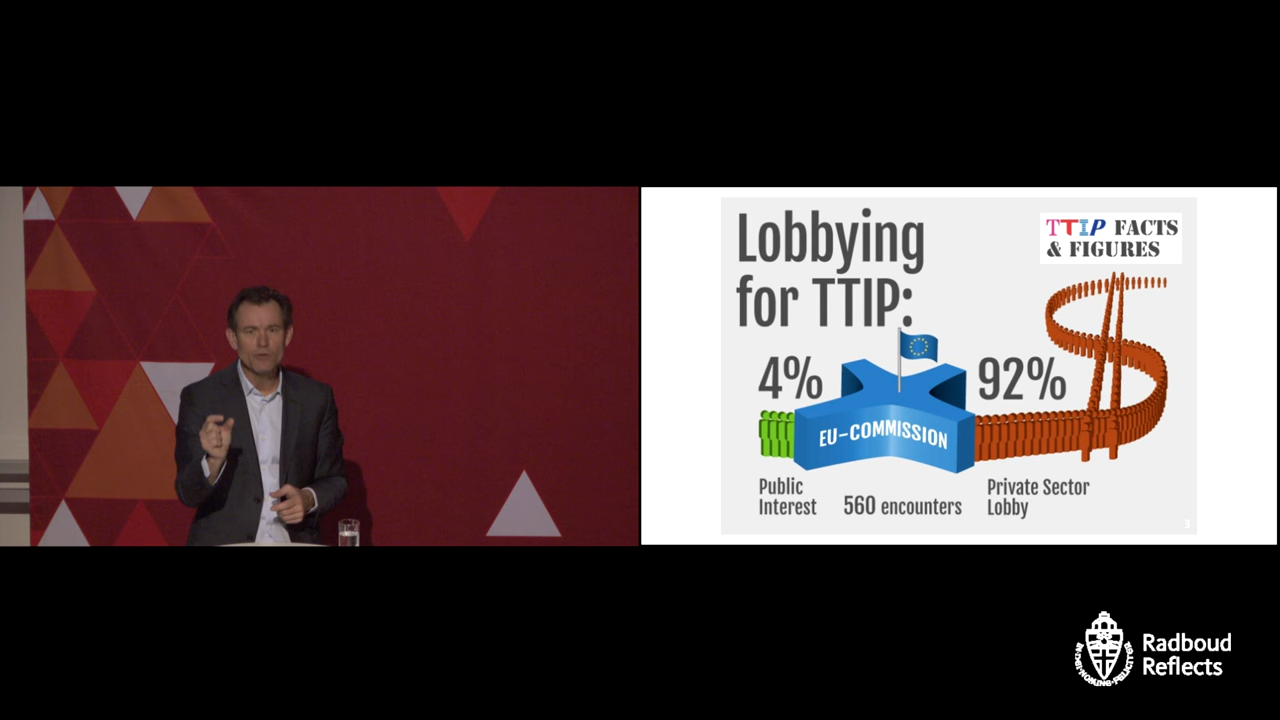 Lobbying
for TTIP:
TTIP FACTS
& FIGURES
4%
92%
EU-COMMISSION
Public
Interest
560 encounters
Private Sector
Lobby
3
Radboud
Reflects